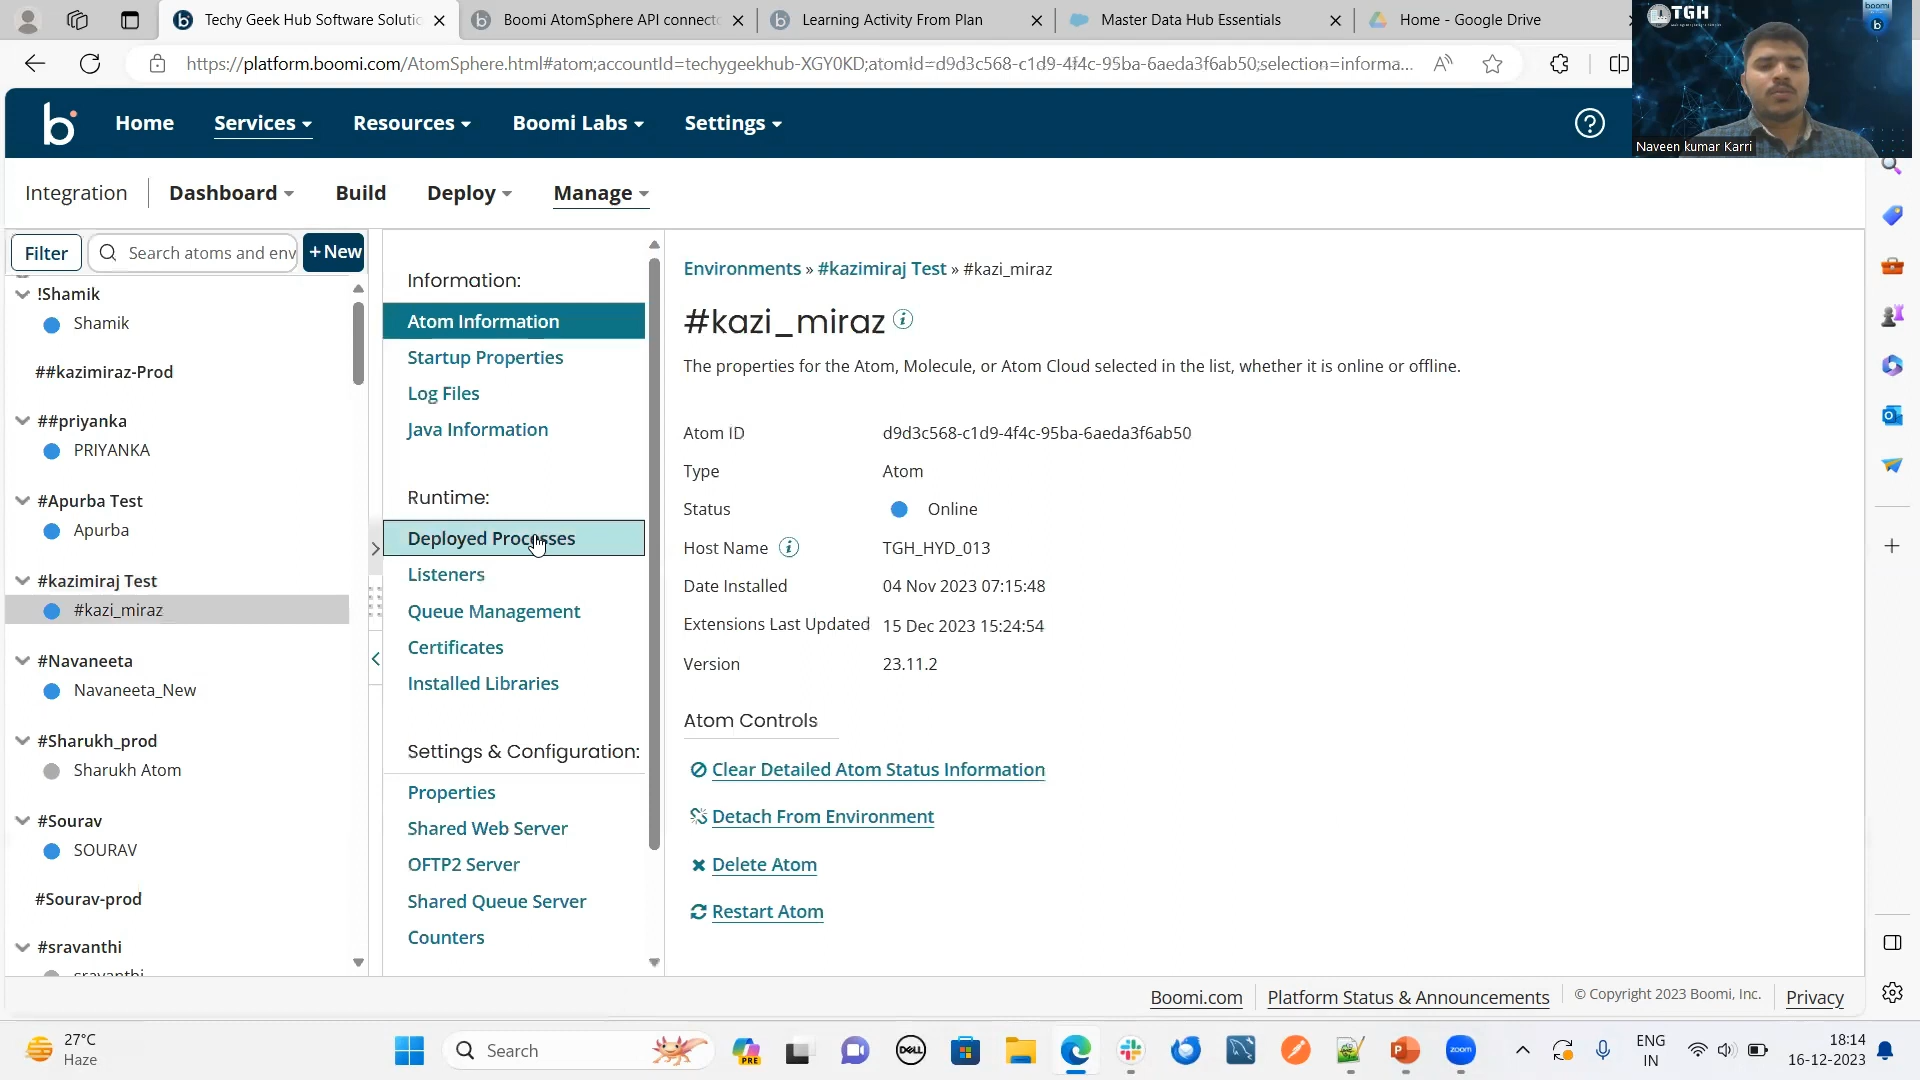 Techy Geek Hub Software Solutic
Boomi AtomSphere API connecto
Learning Activity From Plan
Master Data Hub Essentials
Home - Google Drive
https://platform.boomi.com/AtomSphere.html#atom;accountId=techygeekhub-XGY0KD;atomId=d9d3c568-c1d9-4f4c-95ba-6aeda3f6ab50;selection=informa...
TGH
boomi
b
Naveen kumar Karri
b Home Services Resources Boomi Labs Settings
Integration Dashboard Build Deploy Manage
Filter
Search atoms and env
+New
!Shamik
Shamik
##kazimiraz-Prod
##priyanka
PRIYANKA
#Apurba Test
Apurba
#kazimiraj Test
#kazi_miraz
#Navaneeta
Navaneeta_New
#Sharukh_prod
Sharukh Atom
#Sourav
SOURAV
#Sourav-prod
#sravanthi
sravanthi
Information:
Atom Information
Startup Properties
Log Files
Java Information
Runtime:
Deployed Processes
Listeners
Queue Management
Certificates
Installed Libraries
Settings & Configuration:
Properties
Shared Web Server
OFTP2 Server
Shared Queue Server
Counters
Environments » #kazimiraj Test » #kazi_miraz
#kazi_miraz
The properties for the Atom, Molecule, or Atom Cloud selected in the list, whether it is online or offline.
Atom ID d9d3c568-c1d9-4f4c-95ba-6aeda3f6ab50
Type Atom
Status Online
Host Name TGH_HYD_013
Date Installed 04 Nov 2023 07:15:48
Extensions Last Updated 15 Dec 2023 15:24:54
Version 23.11.2
Atom Controls
Clear Detailed Atom Status Information
Detach From Environment
Delete Atom
Restart Atom
Boomi.com Platform Status & Announcements © Copyright 2023 Boomi, Inc. Privacy
27°C
Haze
Search
PRE
DELL
zoom
ENG
IN
18:14
16-12-2023